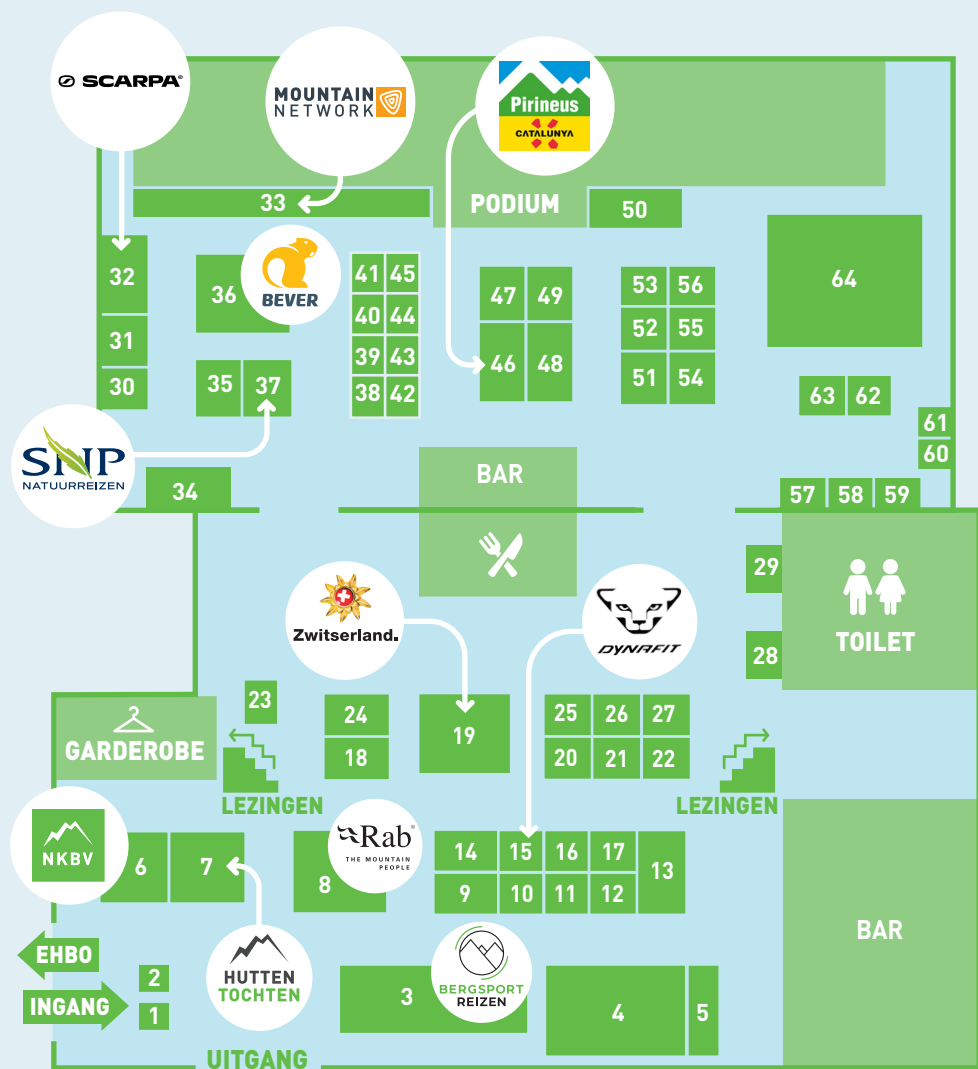 SCARPA
MOUNTAIN
NETWORK
Pirineus
CATALUNYA
33
PODIUM
50
32
31
30
36
BEVER
35
37
41 45
40 44
39 43
38 42
47 49
46 48
53 56
52 55
51 54
64
63 62
61
60
SNP
NATUURREIZEN
34
BAR
57 58 59
29
28
TOILET
Zwitserland.
DYNAFIT
23
24
18
19
25 26 27
20 21 22
GARDEROBE
LEZINGEN
LEZINGEN
NKBV
6
7
8
Rab
THE MOUNTAIN
PEOPLE
14 15 16 17
9 10 11 12
13
BAR
EHBO
INGANG
2
1
HUTTEN
TOCHTEN
3
BERGSPORT
REIZEN
4
5
UITGANG